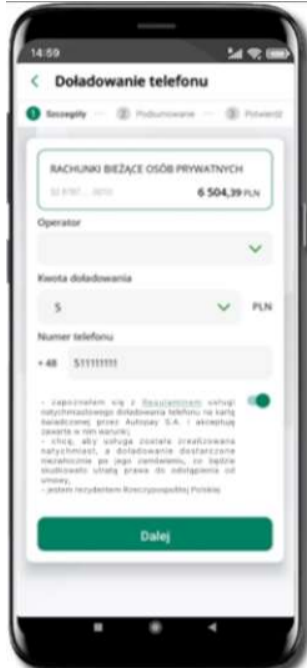 14:59
Doładowanie telefonu
1 Szczegóły 2 Podsumowanie 3 Potwierdź
RACHUNKI BIEŻĄCE OSÓB PRYWATNYCH
6 504,39 PLN
Operator
Kwota doładowania
5 PLN
Numer telefonu
+48 511111111
- zapoznałem się z Regulaminem usługi
natychmiastowego doładowania telefonu na kartę
świadczonej przez Autopay S.A. i akceptuję
zawarte w nim warunki;
- chcę, aby usługa została zrealizowana
natychmiast, a doładowanie dostarczone
niezwłocznie po jego zamówieniu, co będzie
skutkowało utratą prawa do odstąpienia od
umowy,
- jestem rezydentem Rzeczypospolitej Polskiej
Dalej